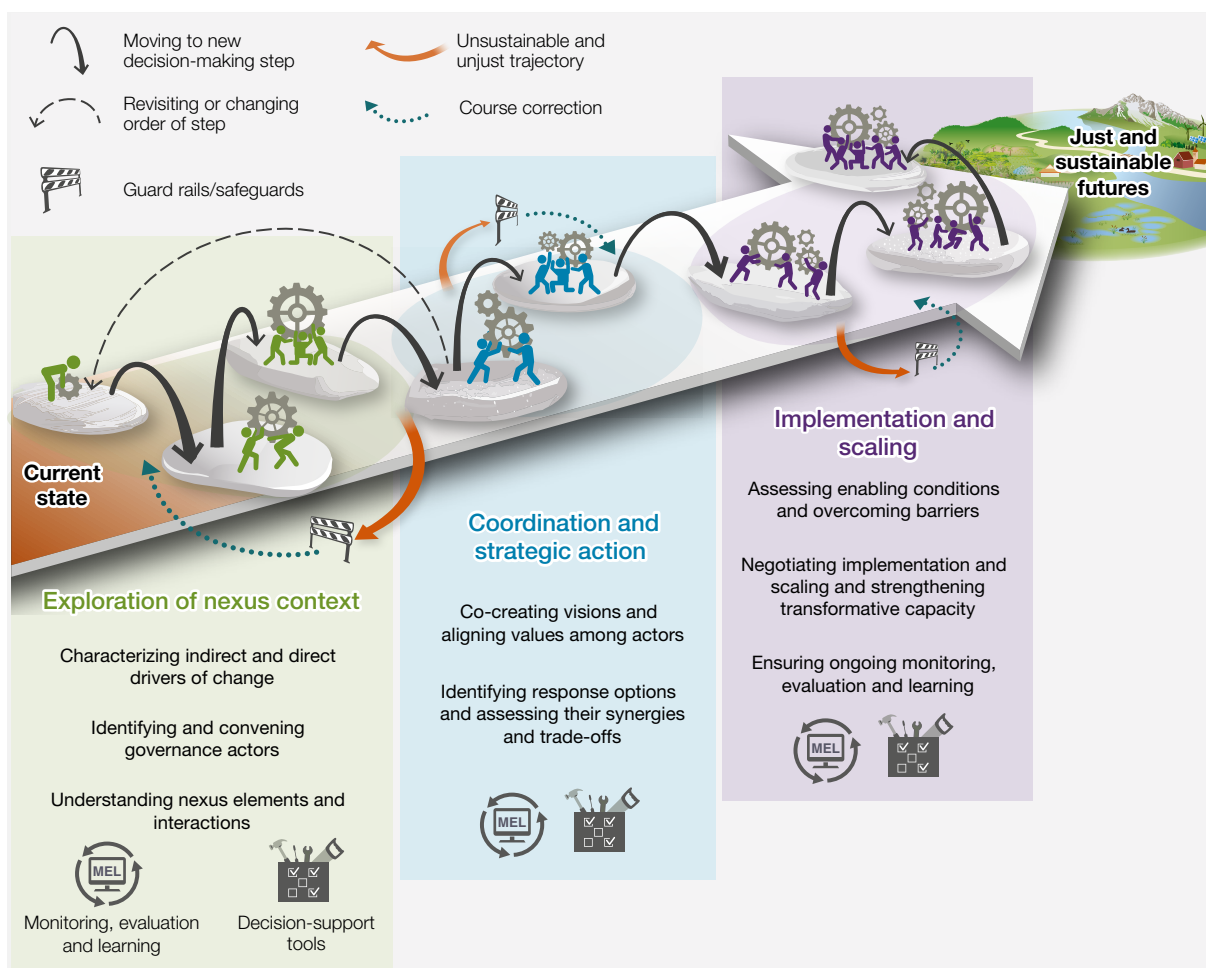 Moving to new
decision-making step
Unsustainable and
unjust trajectory
Revisiting or changing
order of step
Course correction
Guard rails/safeguards
Just and
sustainable
futures
Current
state
Exploration of nexus context
Characterizing indirect and direct
drivers of change
Identifying and convening
governance actors
Understanding nexus elements and
interactions
MEL
Monitoring, evaluation
and learning
Decision-support
tools
Coordination and
strategic action
Co-creating visions and
aligning values among actors
Identifying response options
and assessing their synergies
and trade-offs
MEL
Implementation and
scaling
Assessing enabling conditions
and overcoming barriers
Negotiating implementation and
scaling and strengthening
transformative capacity
Ensuring ongoing monitoring,
evaluation and learning
MEL